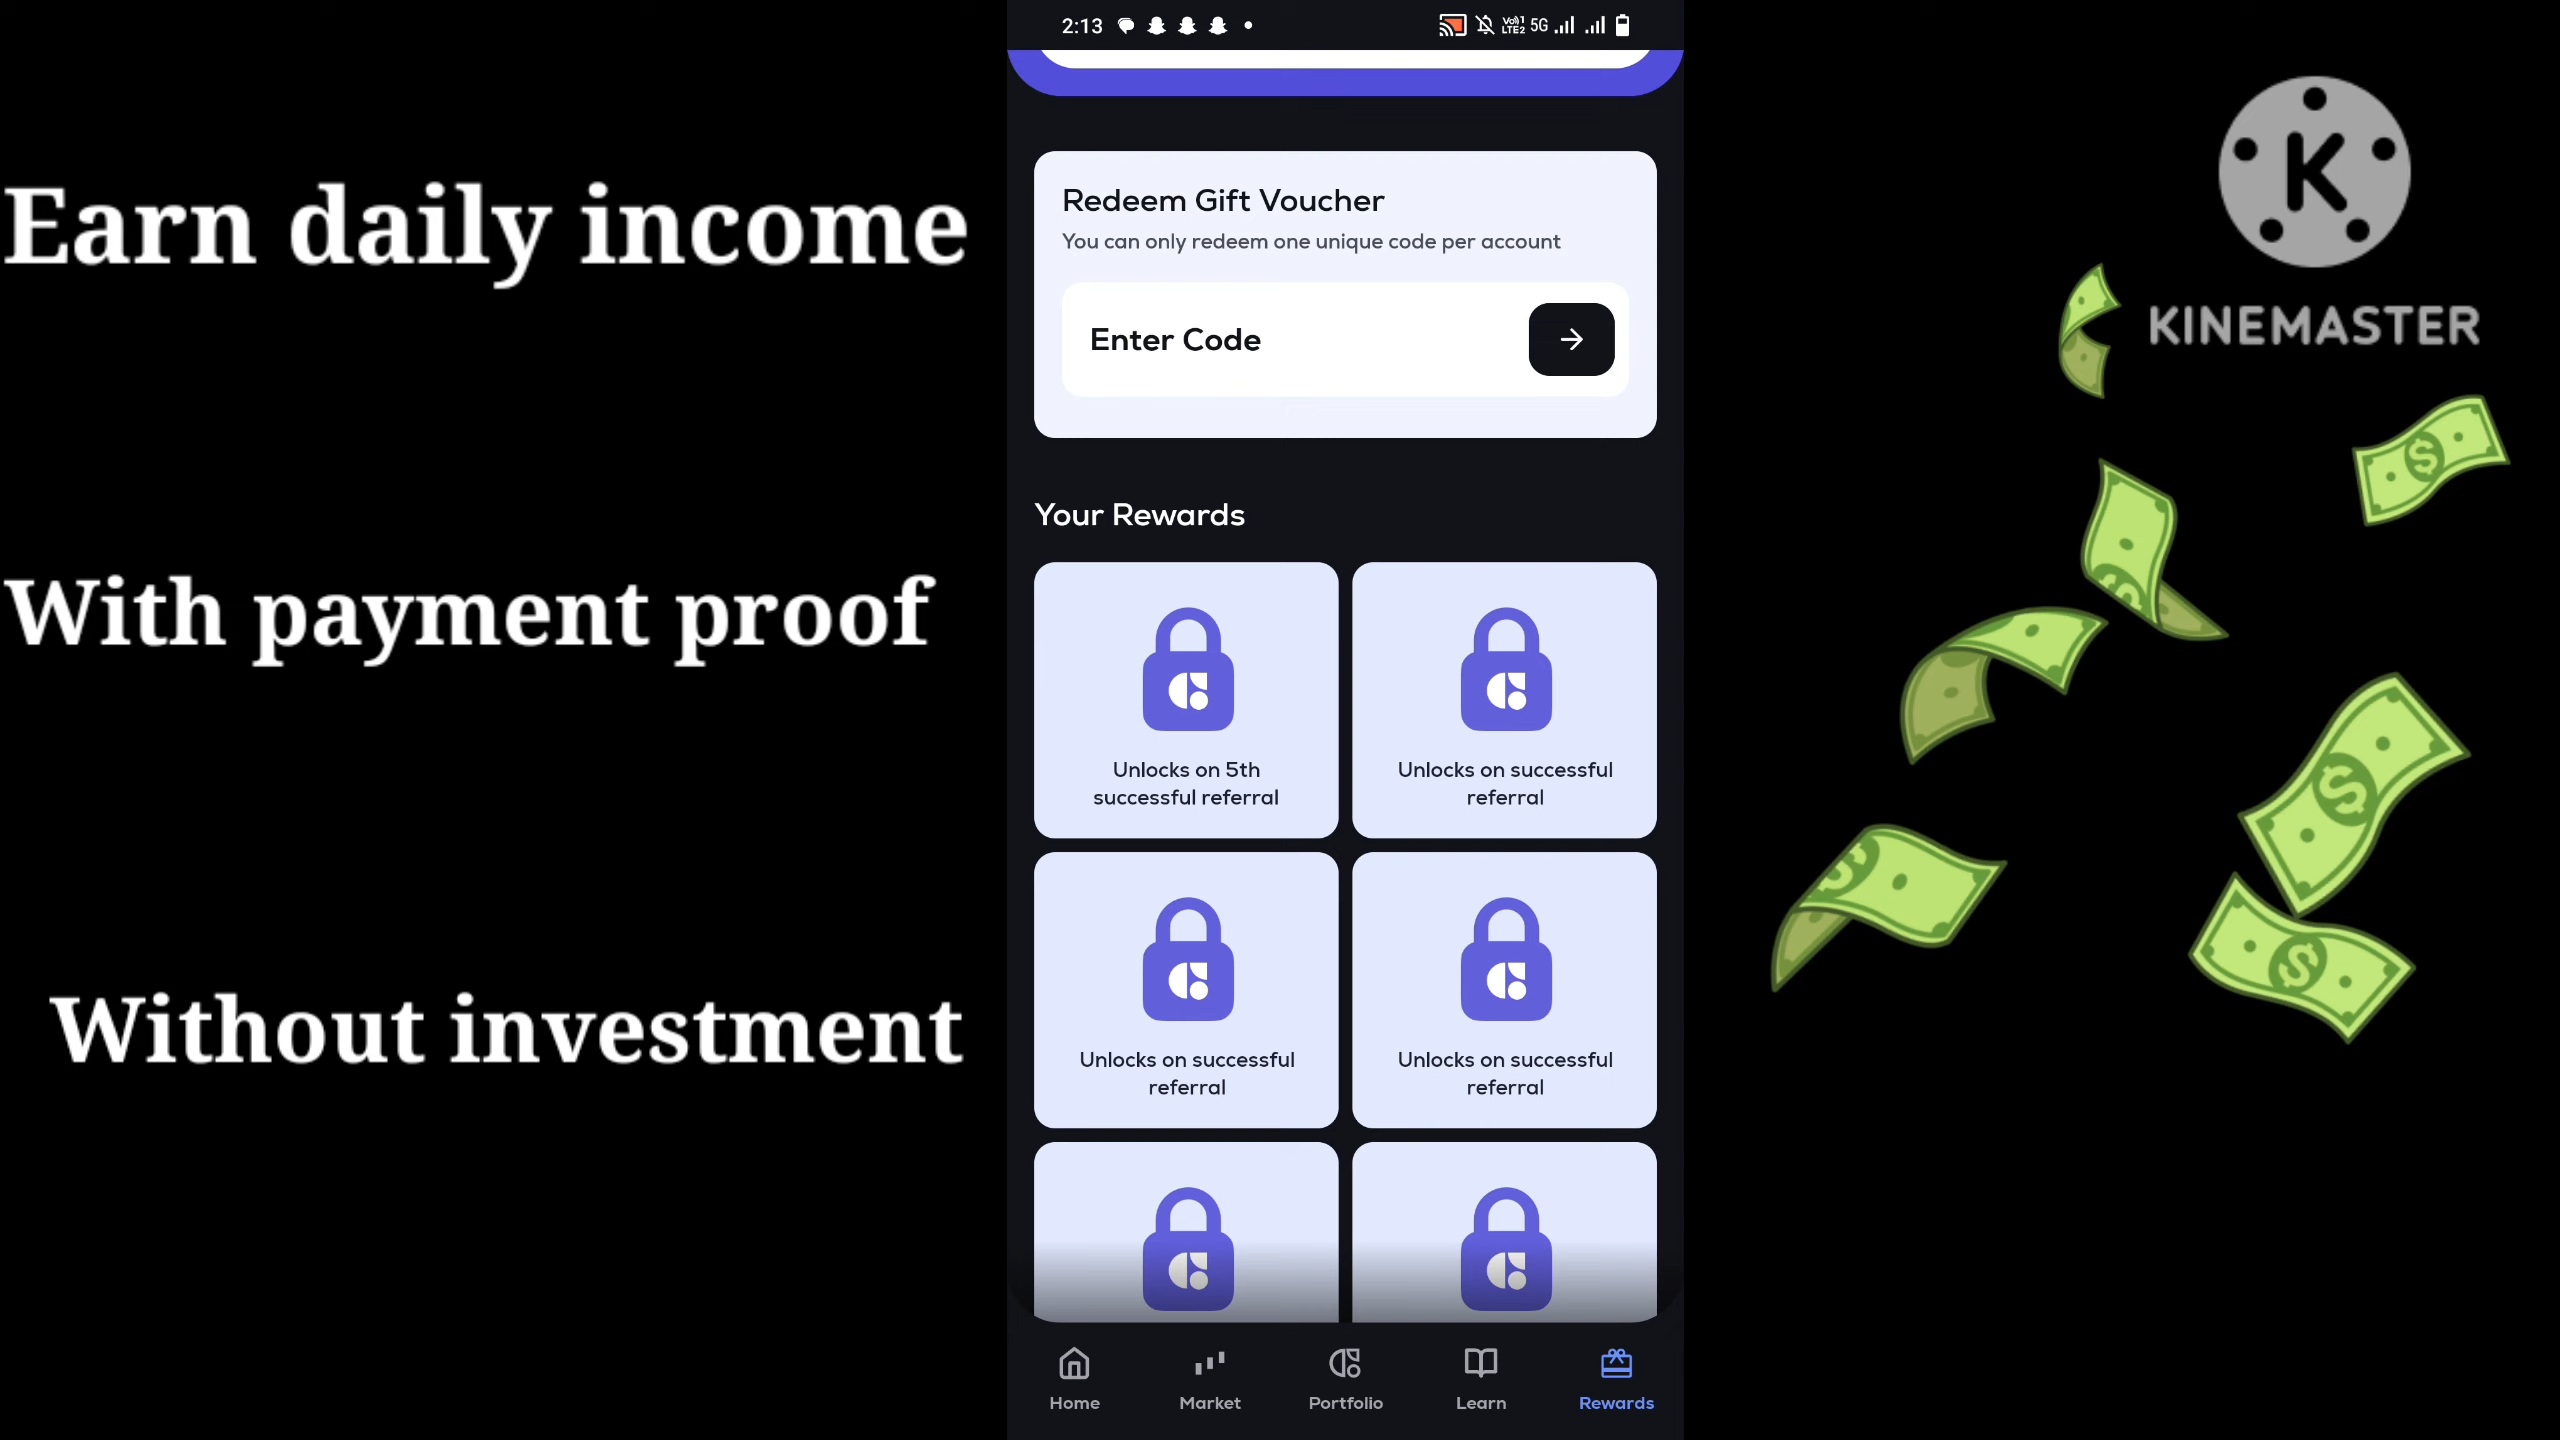 Earn daily income
With payment proof
Without investment
2:13
5G
Redeem Gift Voucher
You can only redeem one unique code per account
Enter Code
Your Rewards
Unlocks on 5th
successful referral
Unlocks on successful
referral
Unlocks on successful
referral
Unlocks on successful
referral
Home
Market
Portfolio
Learn
Rewards
K
KINEMASTER